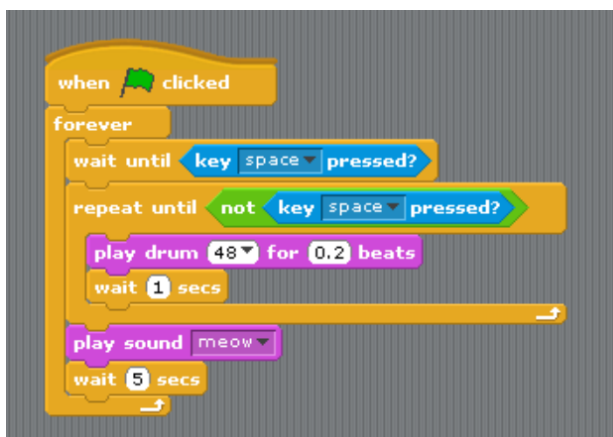 when clicked
forever
wait until key space pressed?
repeat until not key space pressed?
play drum 48 for 0.2 beats
wait 1 secs
play sound meow
wait 5 secs